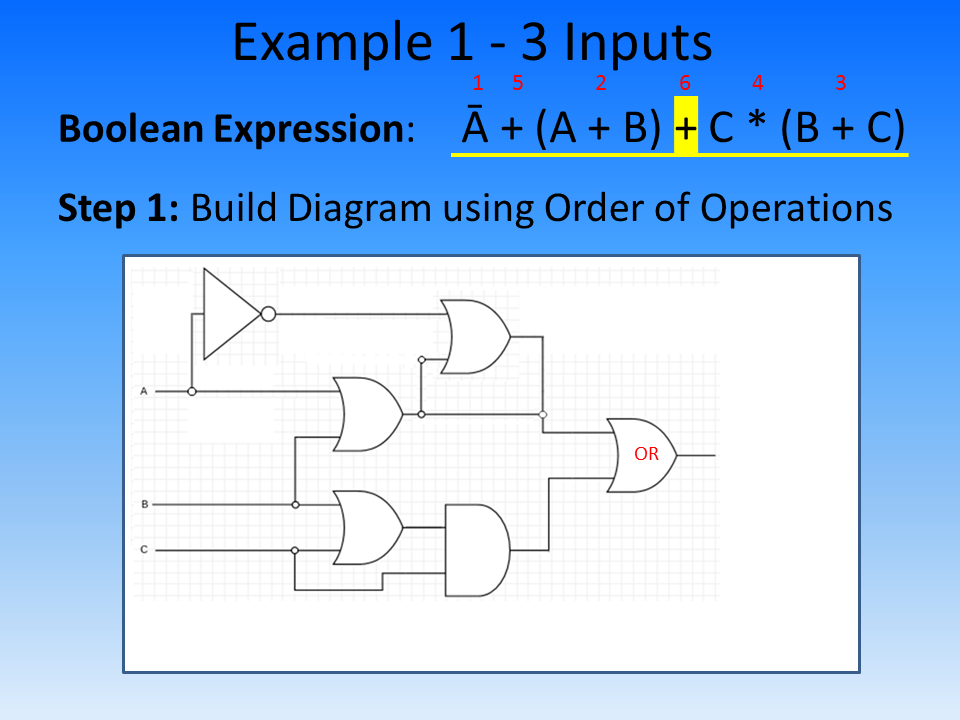 Example 1 - 3 Inputs
1 5 2 6 4 3
Boolean Expression: Ā + (A + B) + C * (B + C)
Step 1: Build Diagram using Order of Operations
A
OR
B
C